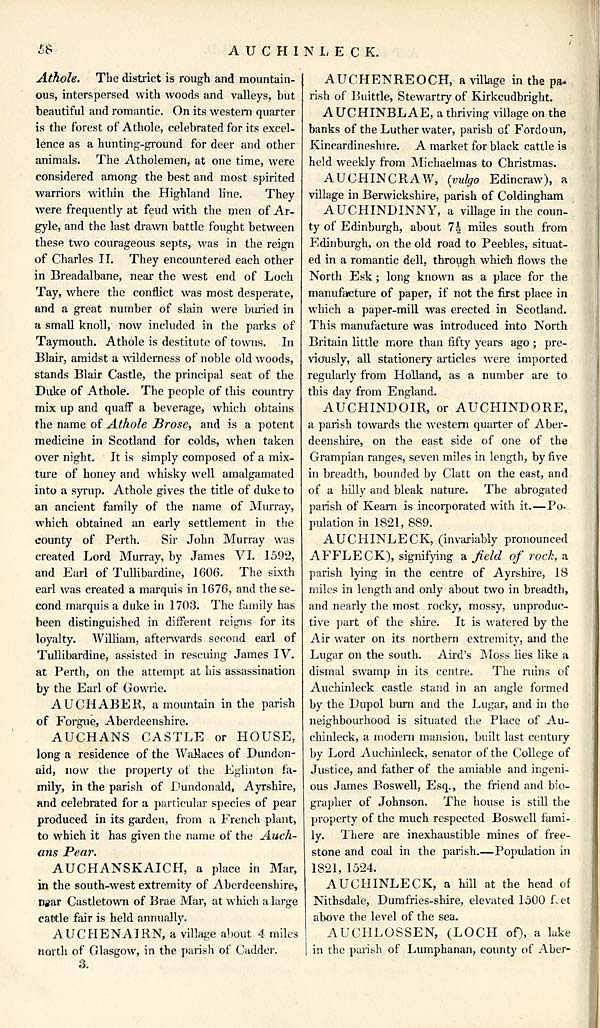 58
AUCHINLECK.
Athole. The district is rough and mountain-
ous, interspersed with woods and valleys, but
beautiful and romantic. On its western quarter
is the forest of Athole, celebrated for its excel-
lence as a hunting-ground for deer and other
animals. The Atholemen, at one time, were
considered among the best and most spirited
warriors within the Highland line. They
were frequently at feud with the men of Ar-
gyle, and the last drawn battle fought between
these two courageous septs, was in the reign
of Charles II. They encountered each other
in Breadalbane, near the west end of Loch
Tay, where the conflict was most desperate,
and a great number of slain were buried in
a small knoll, now included in the parks of
Taymouth. Athole is destitute of towns. In
Blair, amidst a wilderness of noble old woods,
stands Blair Castle, the principal seat of the
Duke of Athole. The people of this country
mix up and quaff a beverage, which obtains
the name of Athole Brose, and is a potent
medicine in Scotland for colds, when taken
over night. It is simply composed of a mix-
ture of honey and whisky well amalgamated
into a syrup. Athole gives the title of duke to
an ancient family of the name of Murray,
which obtained an early settlement in the
county of Perth. Sir John Murray was
created Lord Murray, by James VI. 1592,
and Earl of Tullibardine, 1606. The sixth
earl was created a marquis in 1676, and the se-
cond marquis a duke in 1703. The family has
been distinguished in different reigns for its
loyalty. William, afterwards second earl of
Tullibardine, assisted in rescuing James IV.
at Perth, on the attempt at his assassination
by the Earl of Gowrie.
AUCHABER, a mountain in the parish
of Forgue, Aberdeenshire.
AUCHANS CASTLE or HOUSE,
long a residence of the Wallaces of Dundon-
ald, now the property of the Eglinton fa-
mily, in the parish of Dundonald, Ayrshire,
and celebrated for a particular species of pear
produced in its garden, from a French plant,
to which it has given the name of the Auch-
ans Pear.
AUCHANSKAICH, a place in Mar,
in the south-west extremity of Aberdeenshire,
near Castletown of Brae Mar, at which a large
cattle fair is held annually.
AUCHENAIRN, a village about 4 miles
north of Glasgow, in the parish of Cadder.
3.
AUCHENREOCH, a village in the pa-
rish of Buittle, Stewartry of Kirkcudbright.
AUCHINBLAE, a thriving village on the
banks of the Luther water, parish of Fordoun,
Kincardineshire. A market for black cattle is
held weekly from Michaelmas to Christmas.
AUCHINCRAW, (vulgo Edincraw), a
village in Berwickshire, parish of Coldingham
AUCHINDINNY, a village in the coun-
ty of Edinburgh, about 7½ miles south from
Edinburgh, on the old road to Peebles, situat-
ed in a romantic dell, through which flows the
North Esk; long known as a place for the
manufacture of paper, if not the first place in
which a paper-mill was erected in Scotland.
This manufacture was introduced into North
Britain little more than fifty years ago; pre-
viously, all stationery articles were imported
regularly from Holland, as a number are to
this day from England.
AUCHINDOIR, or AUCHINDORE,
a parish towards the western quarter of Aber-
deenshire, on the east side of one of the
Grampian ranges, seven miles in length, by five
in breadth, bounded by Clatt on the east, and
of a hilly and bleak nature. The abrogated
parish of Kearn is incorporated with it.—Po-
pulation in 1821, 889.
AUCHINLECK, (invariably pronounced
AFFLECK), signifying a field of rock, a
parish lying in the centre of Ayrshire, 18
miles in length and only about two in breadth,
and nearly the most rocky, mossy, unproduc-
tive part of the shire. It is watered by the
Air water on its northern extremity, and the
Lugar on the south. Aird's Moss lies like a
dismal swamp in its centre. The ruins of
Auchinleck castle stand in an angle formed
by the Dupol burn and the Lugar, and in the
neighbourhood is situated the Place of Au-
chinleck, a modern mansion, built last century
by Lord Auchinleck, senator of the College of
Justice, and father of the amiable and ingeni-
ous James Boswell, Esq., the friend and bio-
grapher of Johnson. The house is still the
property of the much respected Boswell fami-
ly. There are inexhaustible mines of free-
stone and coal in the parish.—Population in
1821, 1524.
AUCHINLECK, a hill at the head of
Nithsdale, Dumfries-shire, elevated 1500 feet
above the level of the sea.
AUCHLOSSEN, (LOCH of), a lake
in the parish of Lumphanan, county of Aber-